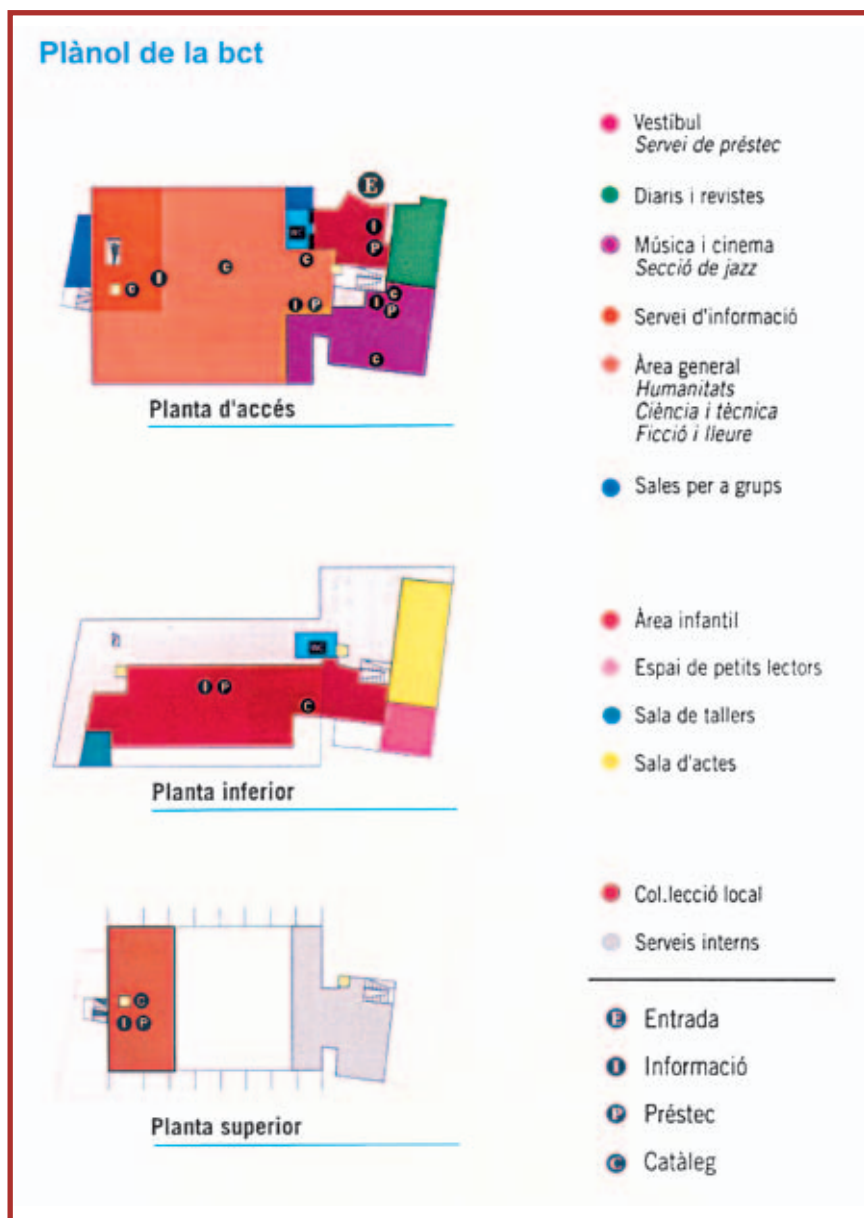 Plànol de la bct
Vestíbul
Servei de préstec
Diaris i revistes
Música i cinema
Secció de jazz
Servei d'informació
Àrea general
Humanitats
Ciència i tècnica
Ficció i lleure
Sales per a grups
E
WC
I
P
C
I
C
C
I P
C
I
P
C
Planta d'accés
Àrea infantil
Espai de petits lectors
Sala de tallers
Sala d'actes
WC
I P
C
Planta inferior
Col.lecció local
Serveis interns
C
I P
Planta superior
E Entrada
I Informació
P Préstec
C Catàleg